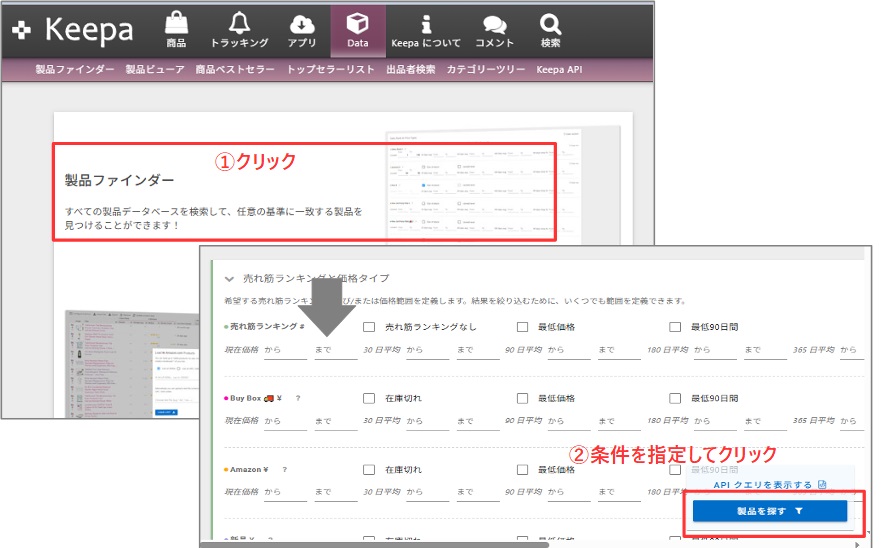 Keepa
商品
トラッキング
アプリ
Data
Keepa について
コメント
検索
製品ファインダー 製品ビューア 商品ベストセラー トップセラーリスト 出品者検索 カテゴリーツリー Keepa API
①クリック
製品ファインダー
すべての製品データベースを検索して、任意の基準に一致する製品を
見つけることができます！
売れ筋ランキングと価格タイプ
希望する売れ筋ランキン び/または価格範囲を定義します。結果を絞り込むために、いくつでも範囲を定義できます。
売れ筋ランキング # 売れ筋ランキングなし 最低価格 最低90日間
現在価格 から まで 30 日平均 から まで 90 日平均 から まで 180 日平均 から まで 365 日平均 から
Buy Box ¥ ? 在庫切れ 最低価格 最低90日間
現在価格 から まで 30 日平均 から まで 90 日平均 から まで 180 日平均 から まで 365 日平均 から
②条件を指定してクリック
Amazon ¥ ? 在庫切れ 最低価格 最低90日間
API クエリを表示する
現在価格 から まで 30 日平均 から まで 90 日平均 から まで 180
製品を探す
新品 ¥ ? 在庫切れ